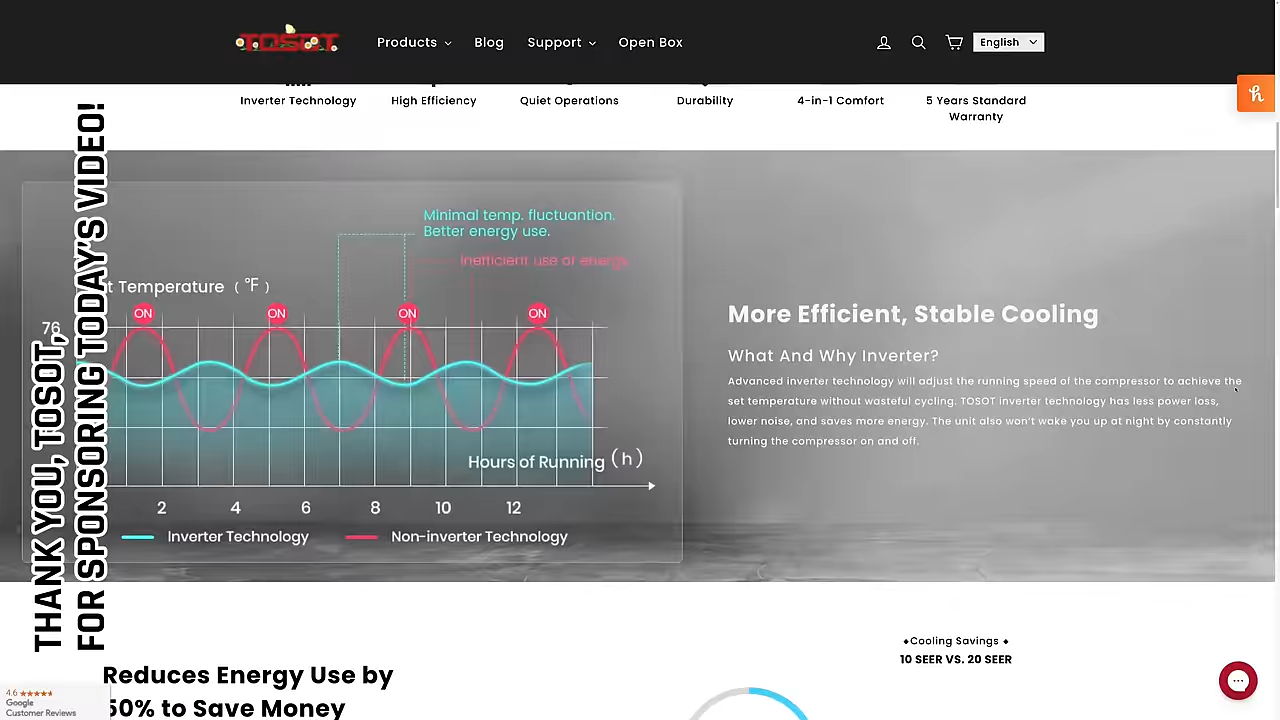 TOSOT
Products
Blog
Support
Open Box
English
Inverter Technology
High Efficiency
Quiet Operations
Durability
4-in-1 Comfort
5 Years Standard
Warranty
THANK YOU, TOSOT,
FOR SPONSORING TODAY'S VIDEO!
Minimal temp. fluctuantion.
Better energy use.
Inefficient use of energy
t Temperature (℉)
ON
ON
ON
ON
76
Hours of Running (h)
2 4 6 8 10 12
Inverter Technology
Non-inverter Technology
More Efficient, Stable Cooling
What And Why Inverter?
Advanced inverter technology will adjust the running speed of the compressor to achieve the
set temperature without wasteful cycling. TOSOT inverter technology has less power loss,
lower noise, and saves more energy. The unit also won't wake you up at night by constantly
turning the compressor on and off.
Reduces Energy Use by
50% to Save Money
♦Cooling Savings ♦
10 SEER VS. 20 SEER
4.6 ★★★★★
Google
Customer Reviews